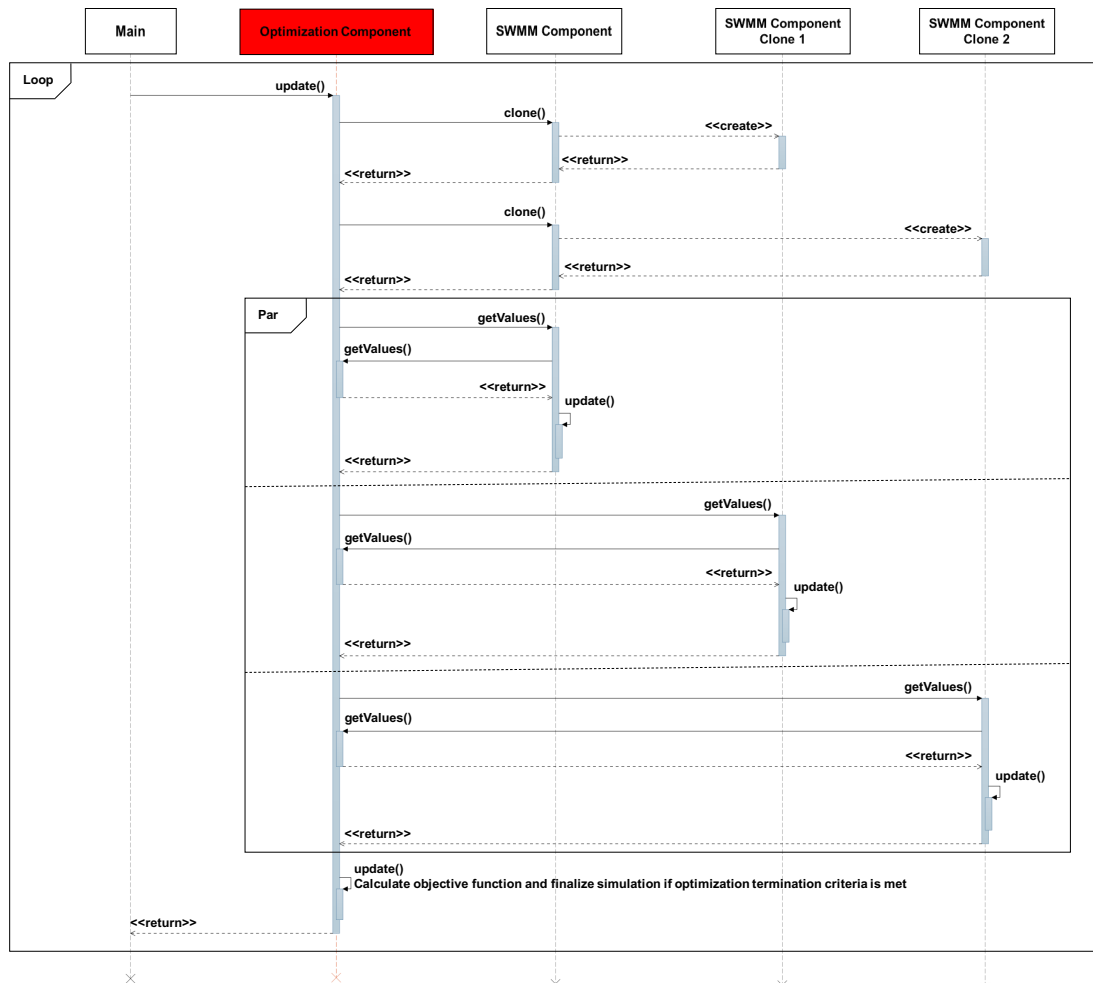 Main
Optimization Component
SWMM Component
SWMM Component
Clone 1
SWMM Component
Clone 2
Loop
update()
clone()
<<create>>
<<return>>
<<return>>
clone()
<<create>>
<<return>>
<<return>>
Par
getValues()
getValues()
<<return>>
update()
<<return>>
getValues()
getValues()
<<return>>
update()
<<return>>
getValues()
getValues()
<<return>>
update()
<<return>>
update()
Calculate objective function and finalize simulation if optimization termination criteria is met
<<return>>